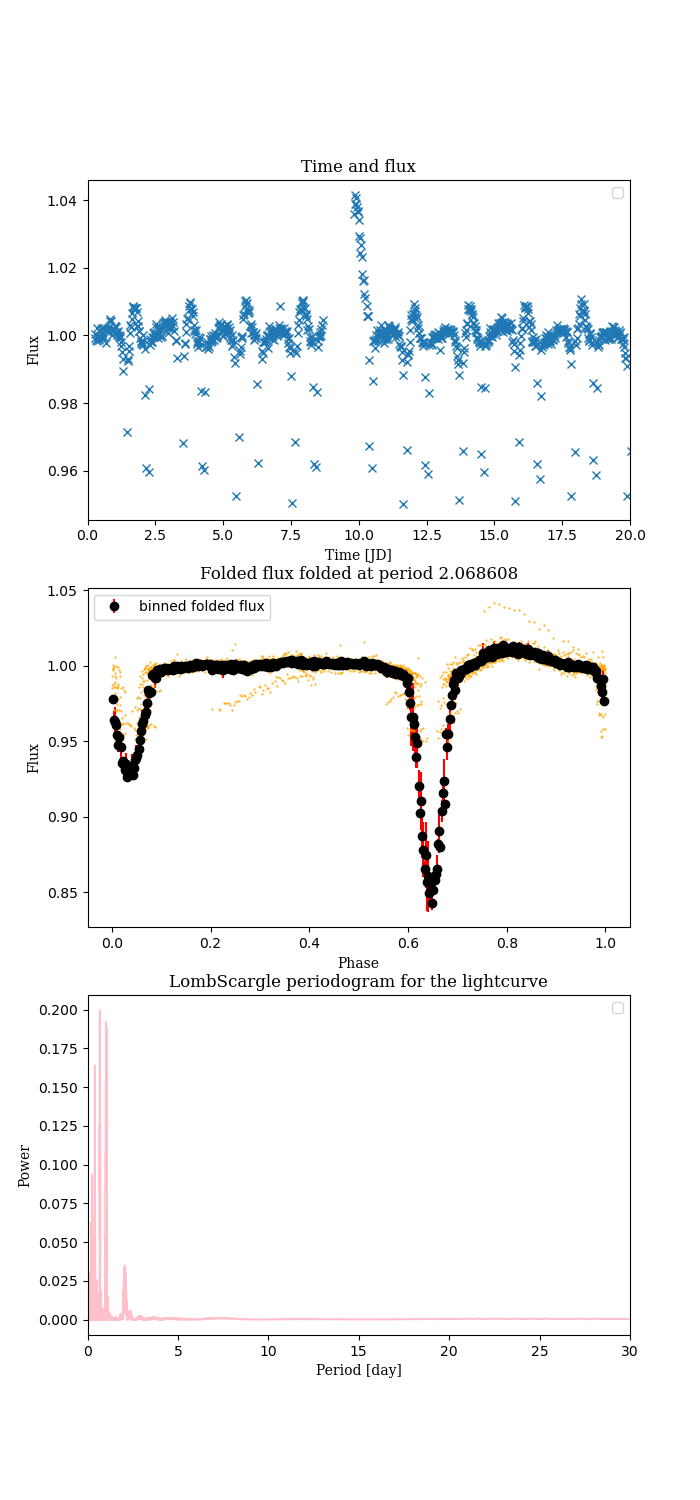 Time and flux
1.04
1.02
1.00
0.98
0.96
Flux
0.0 2.5 5.0 7.5 10.0 12.5 15.0 17.5 20.0
Time [JD]
Folded flux folded at period 2.068608
binned folded flux
1.05
1.00
0.95
0.90
0.85
Flux
0.0 0.2 0.4 0.6 0.8 1.0
Phase
LombScargle periodogram for the lightcurve
0.200
0.175
0.150
0.125
0.100
0.075
0.050
0.025
0.000
Power
0 5 10 15 20 25 30
Period [day]